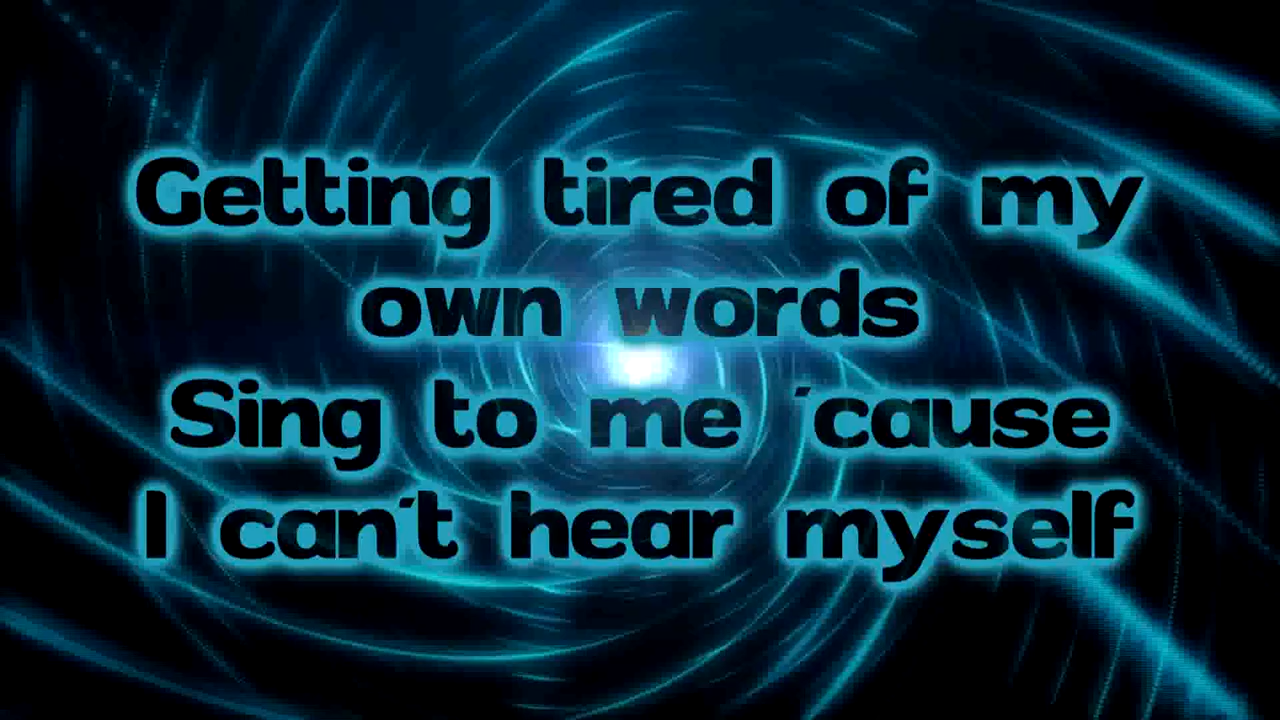 Getting tired of my
own words
Sing to me 'cause
I can't hear myself